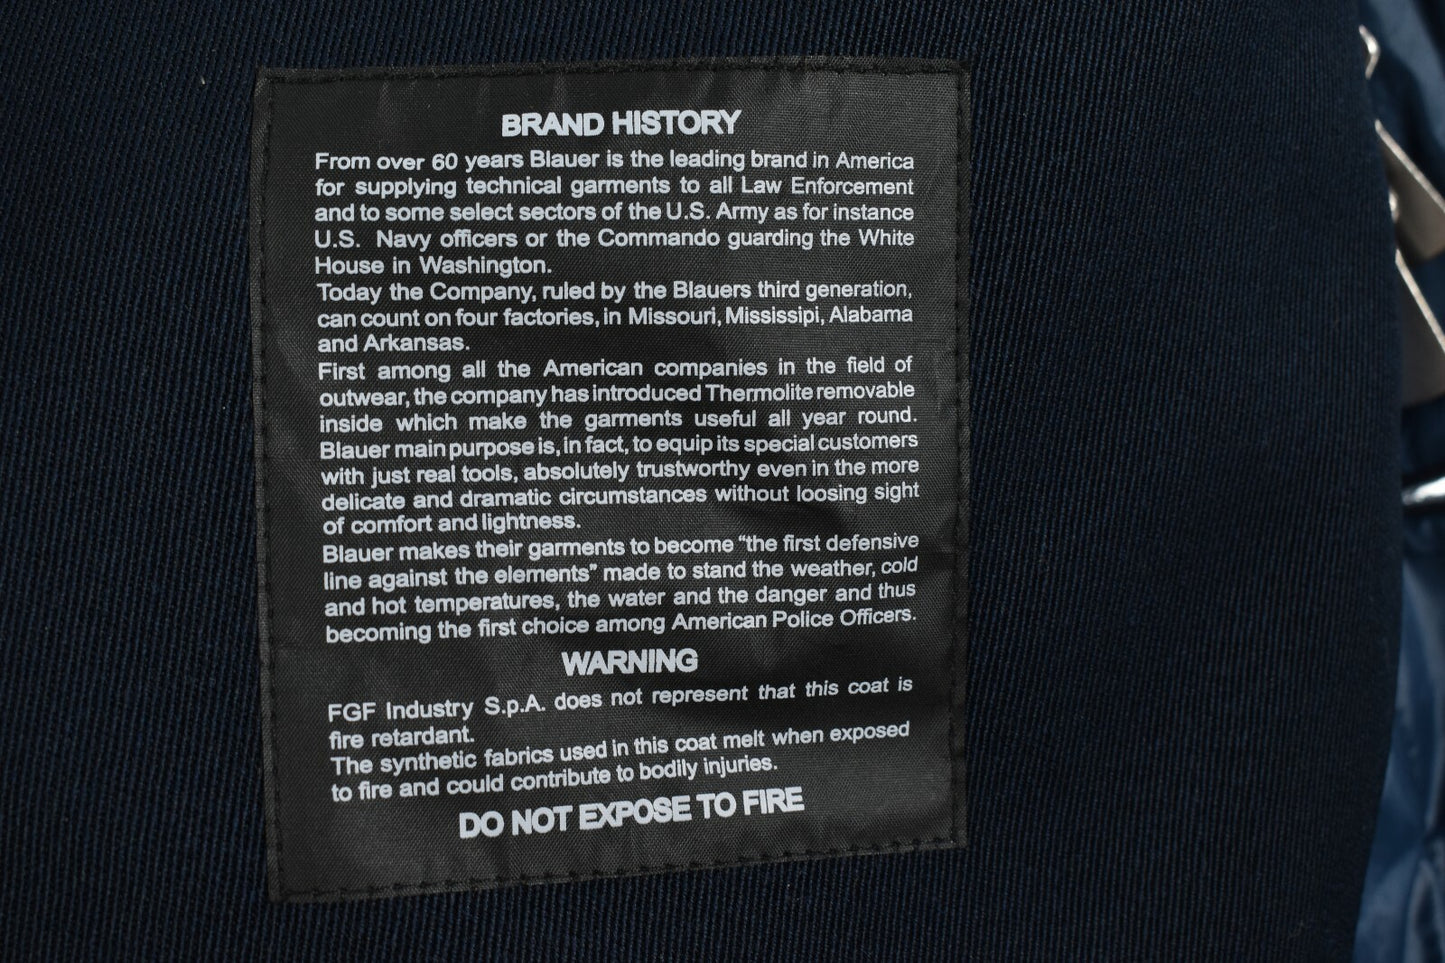 BRAND HISTORY
From over 60 years Blauer is the leading brand in America
for supplying technical garments to all Law Enforcement
and to some select sectors of the U.S. Army as for instance
U.S. Navy officers or the Commando guarding the White
House in Washington.
Today the Company, ruled by the Blauers third generation,
can count on four factories, in Missouri, Mississipi, Alabama
and Arkansas.
First among all the American companies in the field of
outwear, the company has introduced Thermolite removable
inside which make the garments useful all year round.
Blauer main purpose is, in fact, to equip its special customers
with just real tools, absolutely trustworthy even in the more
delicate and dramatic circumstances without loosing sight
of comfort and lightness.
Blauer makes their garments to become “the first defensive
line against the elements” made to stand the weather, cold
and hot temperatures, the water and the danger and thus
becoming the first choice among American Police Officers.
WARNING
FGF Industry S.p.A. does not represent that this coat is
fire retardant.
The synthetic fabrics used in this coat melt when exposed
to fire and could contribute to bodily injuries.
DO NOT EXPOSE TO FIRE